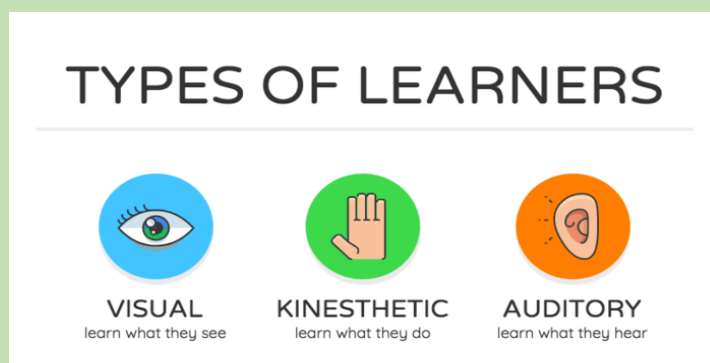 TYPES OF LEARNERS
VISUAL
learn what they see
KINESTHETIC
learn what they do
AUDITORY
learn what they hear